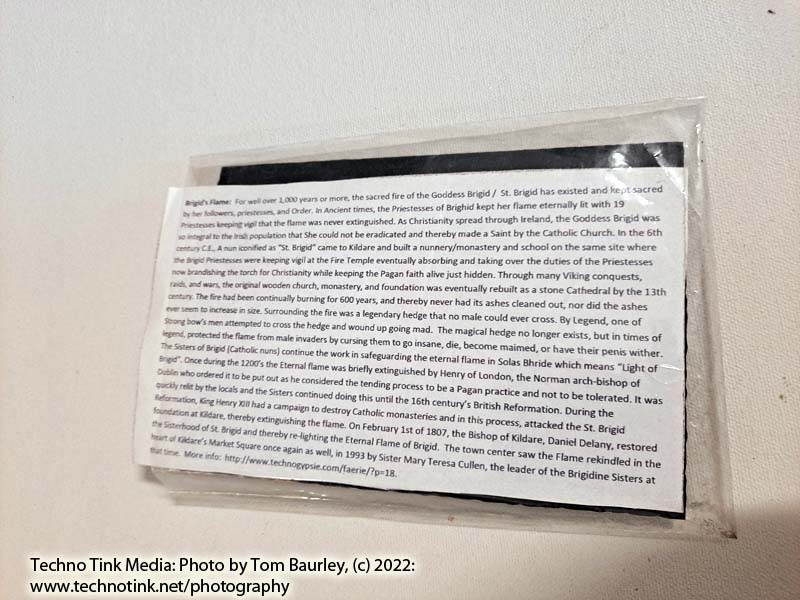 Brigid's Flame: For well over 1,000 years or more, the sacred fire of the Goddess Brigid / St. Brigid has existed and kept sacred
by her followers, priestesses, and Order. In Ancient times, the Priestesses of Brighid kept her flame eternally lit with 19
Priestesses keeping vigil that the flame was never extinguished. As Christianity spread through Ireland, the Goddess Brigid was
so integral to the Irish population that She could not be eradicated and thereby made a Saint by the Catholic Church. In the 6th
century C.E., A nun iconified as "St. Brigid" came to Kildare and built a nunnery/monastery and school on the same site where
the Brigid Priestesses were keeping vigil at the Fire Temple eventually absorbing and taking over the duties of the Priestesses
now brandishing the torch for Christianity while keeping the Pagan faith alive just hidden. Through many Viking conquests,
raids, and wars, the original wooden church, monastery, and foundation was eventually rebuilt as a stone Cathedral by the 13th
century. The fire had been continually burning for 600 years, and thereby never had its ashes cleaned out, nor did the ashes
ever seem to increase in size. Surrounding the fire was a legendary hedge that no male could ever cross. By Legend, one of
Strong bow's men attempted to cross the hedge and wound up going mad. The magical hedge no longer exists, but in times of
legend, protected the flame from male invaders by cursing them to go insane, die, become maimed, or have their penis wither.
The Sisters of Brigid (Catholic nuns) continue the work in safeguarding the eternal flame in Solas Bhride which means "Light of
Brigid". Once during the 1200's the Eternal flame was briefly extinguished by Henry of London, the Norman arch-bishop of
Dublin who ordered it to be put out as he considered the tending process to be a Pagan practice and not to be tolerated. It was
quickly relit by the locals and the Sisters continued doing this until the 16th century's British Reformation. During the
Reformation, King Henry XIII had a campaign to destroy Catholic monasteries and in this process, attacked the St. Brigid
foundation at Kildare, thereby extinguishing the flame. On February 1st of 1807, the Bishop of Kildare, Daniel Delany, restored
the Sisterhood of St. Brigid and thereby re-lighting the Eternal Flame of Brigid. The town center saw the Flame rekindled in the
heart of Kildare's Market Square once again as well, in 1993 by Sister Mary Teresa Cullen, the leader of the Brigidine Sisters at
that time. More info: http://www.technogypsie.com/faerie/?p=18.
Techno Tink Media: Photo by Tom Baurley, (c) 2022:
www.technotink.net/photography